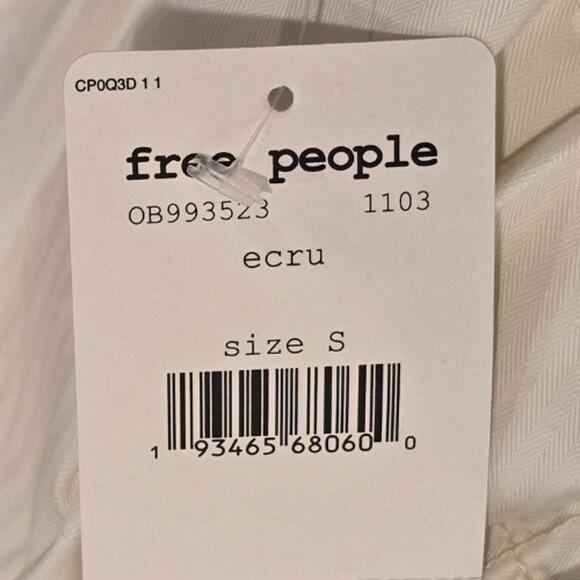 CP0Q3D 1 1
free people
OB993523 1103
ecru
size S
1 93465 68060 0